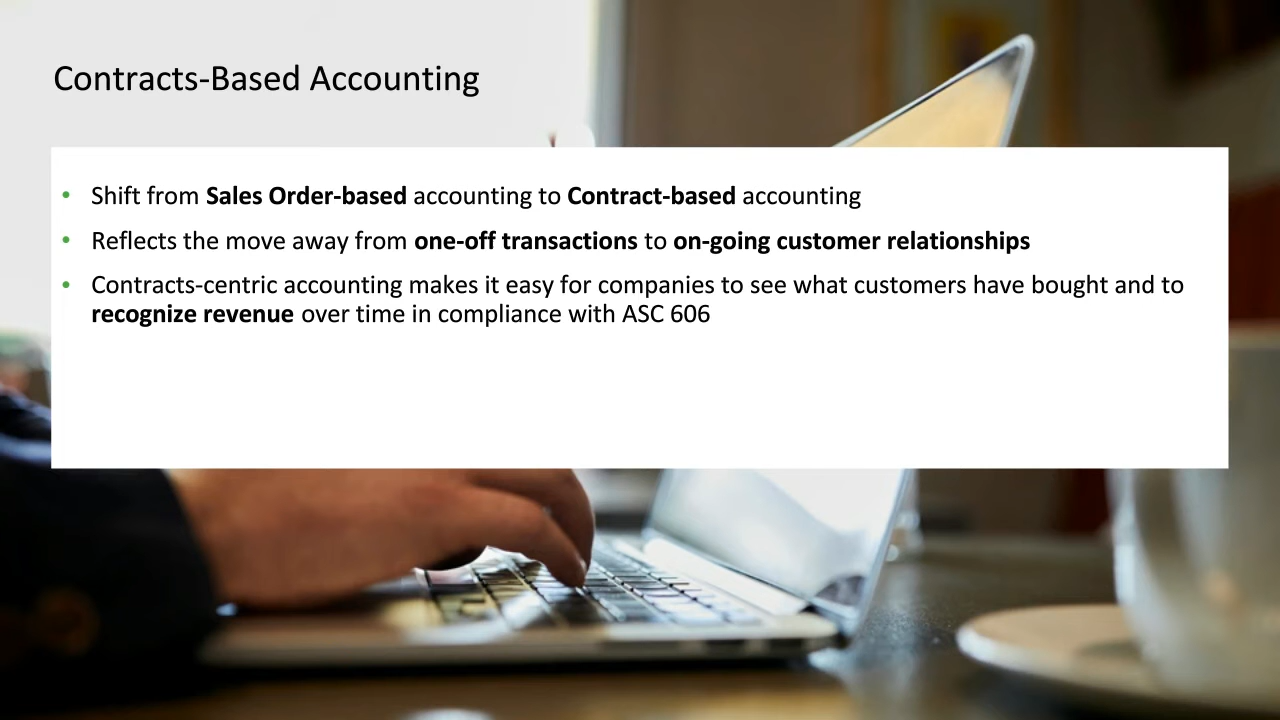 Contracts-Based Accounting
• Shift from Sales Order-based accounting to Contract-based accounting
• Reflects the move away from one-off transactions to on-going customer relationships
• Contracts-centric accounting makes it easy for companies to see what customers have bought and to
recognize revenue over time in compliance with ASC 606